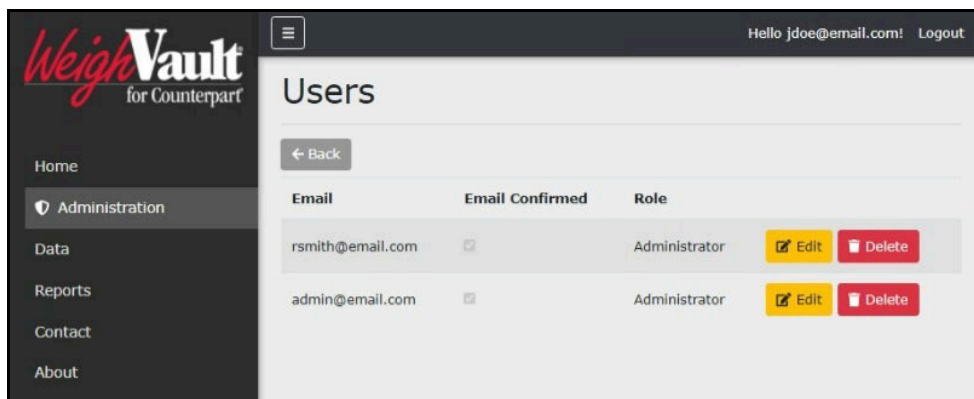 WeighVault
for Counterpart
Hello jdoe@email.com! Logout
Users
Back
Home
Administration
Data
Reports
Contact
About
Email Email Confirmed Role
rsmith@email.com Administrator Edit Delete
admin@email.com Administrator Edit Delete